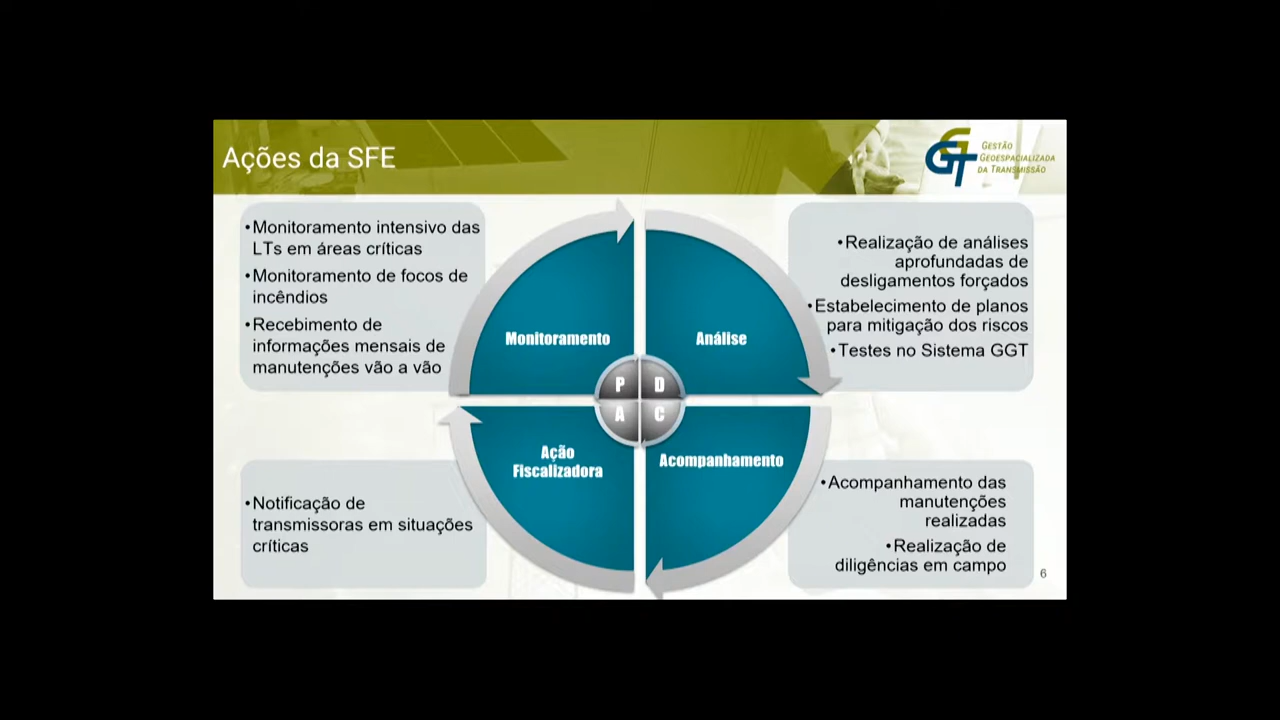 Ações da SFE
GESTÃO
GEOESPACIALIZADA
DA TRANSMISSÃO
GGT
•Monitoramento intensivo das
LTs em áreas críticas
•Monitoramento de focos de
incêndios
•Recebimento de
informações mensais de
manutenções vão a vão
Monitoramento
Análise
•Realização de análises
aprofundadas de
desligamentos forçados
•Estabelecimento de planos
para mitigação dos riscos
•Testes no Sistema GGT
P D
A C
•Notificação de
transmissoras em situações
críticas
Ação
Fiscalizadora
Acompanhamento
•Acompanhamento das
manutenções
realizadas
•Realização de
diligências em campo
6